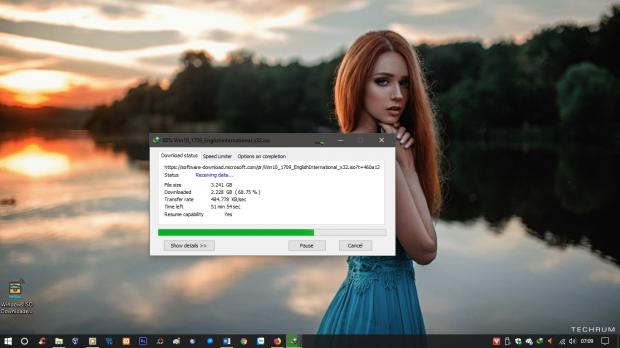 68% Win10_1709_EnglishInternational_x32.iso
Download status Speed Limiter Options on completion
https://software-download.microsoft.com/pr/Win10_1709_EnglishInternational_x32.iso?t=460a12
Status Receiving data...
File size 3.241 GB
Downloaded 2.228 GB ( 68.75 % )
Transfer rate 484.778 KB/sec
Time left 51 min 54 sec
Resume capability Yes
Show details >> Pause Cancel
Windows ISO
Downloade...
TECHRUM
07:09